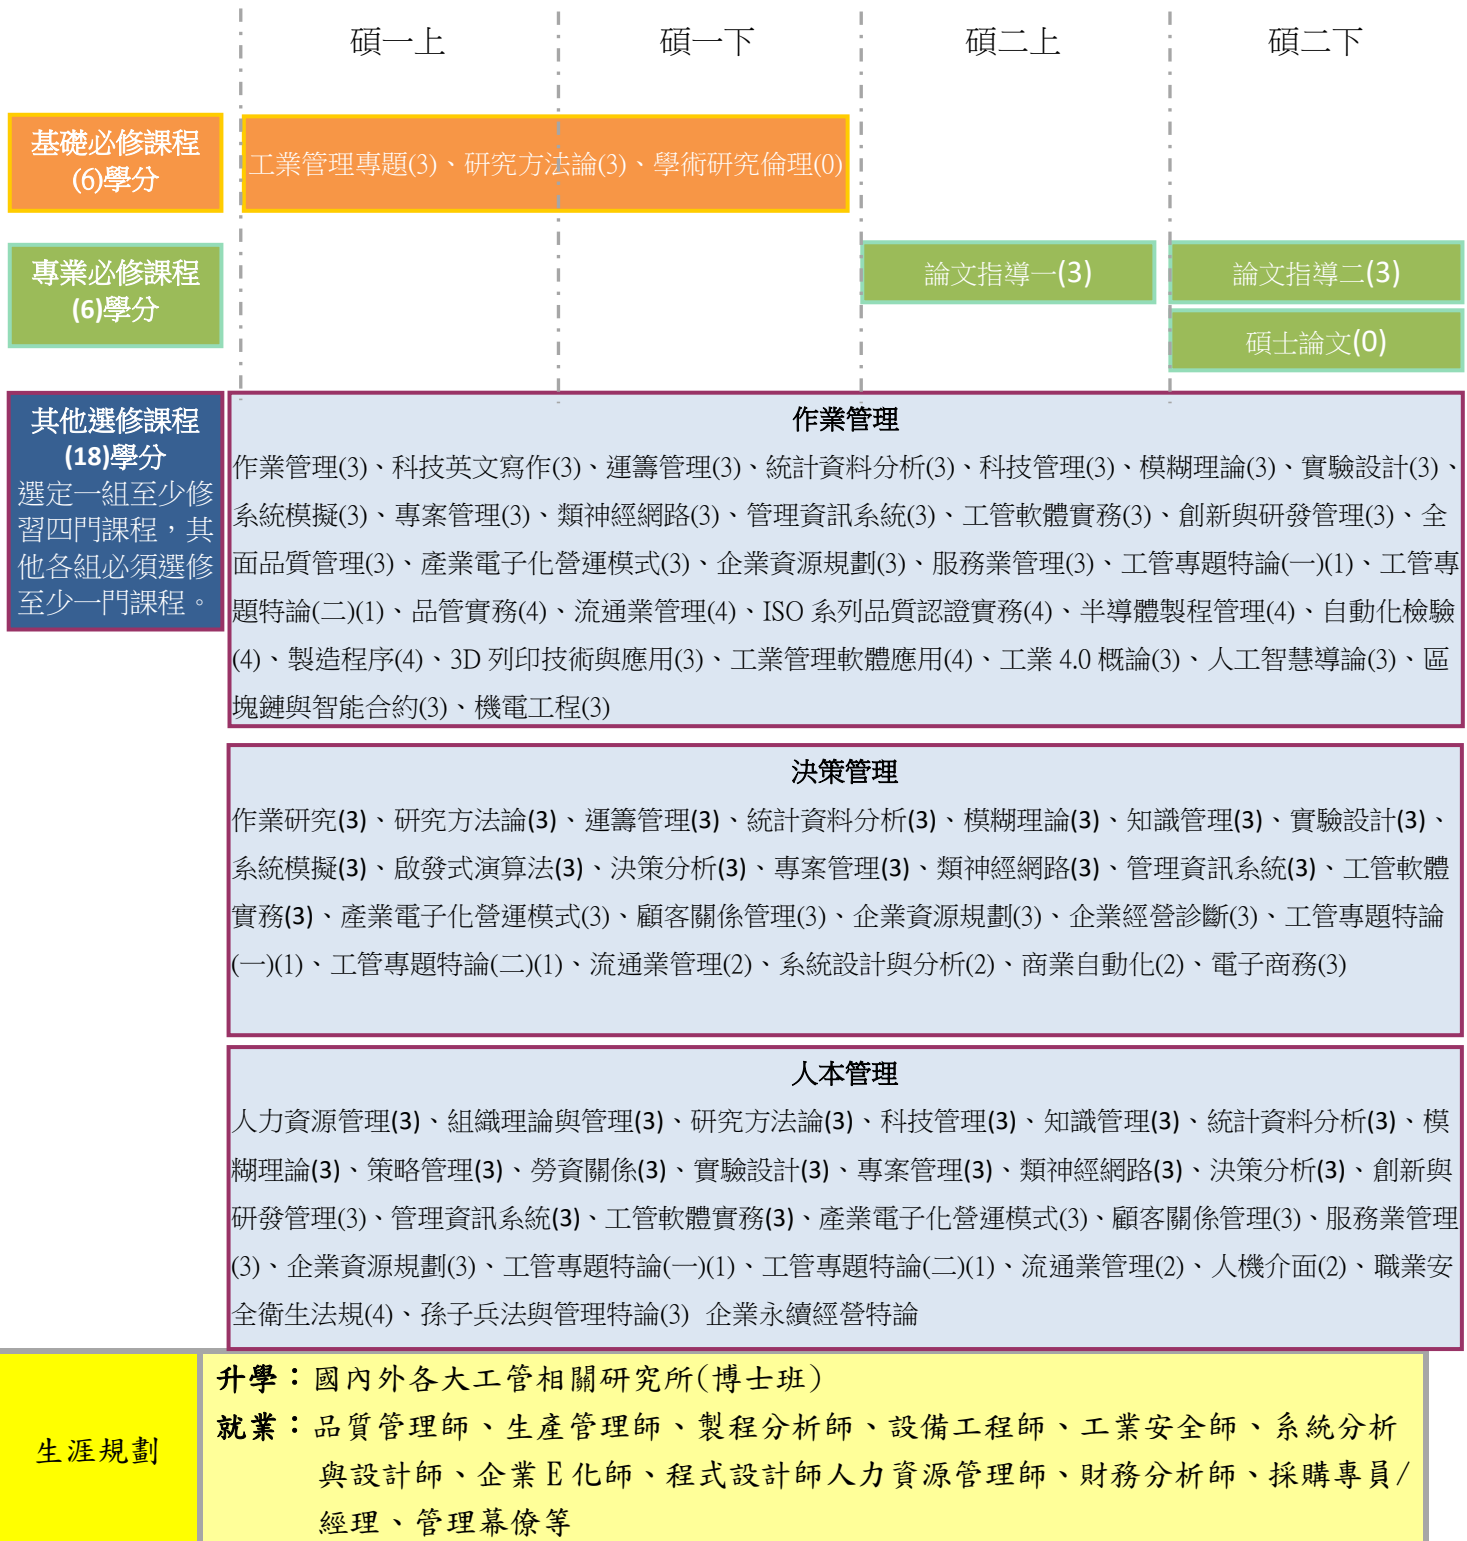 碩一上
碩一下
碩二上
碩二下
基礎必修課程
(6)學分
工業管理專題(3)、研究方法論(3)、學術研究倫理(0)
專業必修課程
(6)學分
論文指導一(3)
論文指導二(3)
碩士論文(0)
其他選修課程
(18)學分
選定一組至少修
習四門課程，其
他各組必須選修
至少一門課程。
作業管理
作業管理(3)、科技英文寫作(3)、運籌管理(3)、統計資料分析(3)、科技管理(3)、模糊理論(3)、實驗設計(3)、
系統模擬(3)、專案管理(3)、類神經網路(3)、管理資訊系統(3)、工管軟體實務(3)、創新與研發管理(3)、全
面品質管理(3)、產業電子化營運模式(3)、企業資源規劃(3)、服務業管理(3)、工管專題特論(一)(1)、工管專
題特論(二)(1)、品管實務(4)、流通業管理(4)、ISO 系列品質認證實務(4)、半導體製程管理(4)、自動化檢驗
(4)、製造程序(4)、3D 列印技術與應用(3)、工業管理軟體應用(4)、工業 4.0 概論(3)、人工智慧導論(3)、區
塊鏈與智能合約(3)、機電工程(3)
決策管理
作業研究(3)、研究方法論(3)、運籌管理(3)、統計資料分析(3)、模糊理論(3)、知識管理(3)、實驗設計(3)、
系統模擬(3)、啟發式演算法(3)、決策分析(3)、專案管理(3)、類神經網路(3)、管理資訊系統(3)、工管軟體
實務(3)、產業電子化營運模式(3)、顧客關係管理(3)、企業資源規劃(3)、企業經營診斷(3)、工管專題特論
(一)(1)、工管專題特論(二)(1)、流通業管理(2)、系統設計與分析(2)、商業自動化(2)、電子商務(3)
人本管理
人力資源管理(3)、組織理論與管理(3)、研究方法論(3)、科技管理(3)、知識管理(3)、統計資料分析(3)、模
糊理論(3)、策略管理(3)、勞資關係(3)、實驗設計(3)、專案管理(3)、類神經網路(3)、決策分析(3)、創新與
研發管理(3)、管理資訊系統(3)、工管軟體實務(3)、產業電子化營運模式(3)、顧客關係管理(3)、服務業管理
(3)、企業資源規劃(3)、工管專題特論(一)(1)、工管專題特論(二)(1)、流通業管理(2)、人機介面(2)、職業安
全衛生法規(4)、孫子兵法與管理特論(3) 企業永續經營特論
生涯規劃
升學：國內外各大工管相關研究所(博士班)
就業：品質管理師、生產管理師、製程分析師、設備工程師、工業安全師、系統分析
與設計師、企業 E 化師、程式設計師人力資源管理師、財務分析師、採購專員/
經理、管理幕僚等